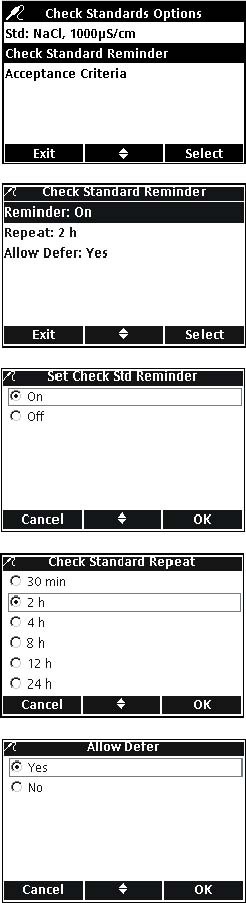 Check Standards Options
Std: NaCl, 1000µS/cm
Check Standard Reminder
Acceptance Criteria
Exit Select
Check Standard Reminder
Reminder: On
Repeat: 2 h
Allow Defer: Yes
Exit Select
Set Check Std Reminder
On
Off
Cancel OK
Check Standard Repeat
30 min
2 h
4 h
8 h
12 h
24 h
Cancel OK
Allow Defer
Yes
No
Cancel OK